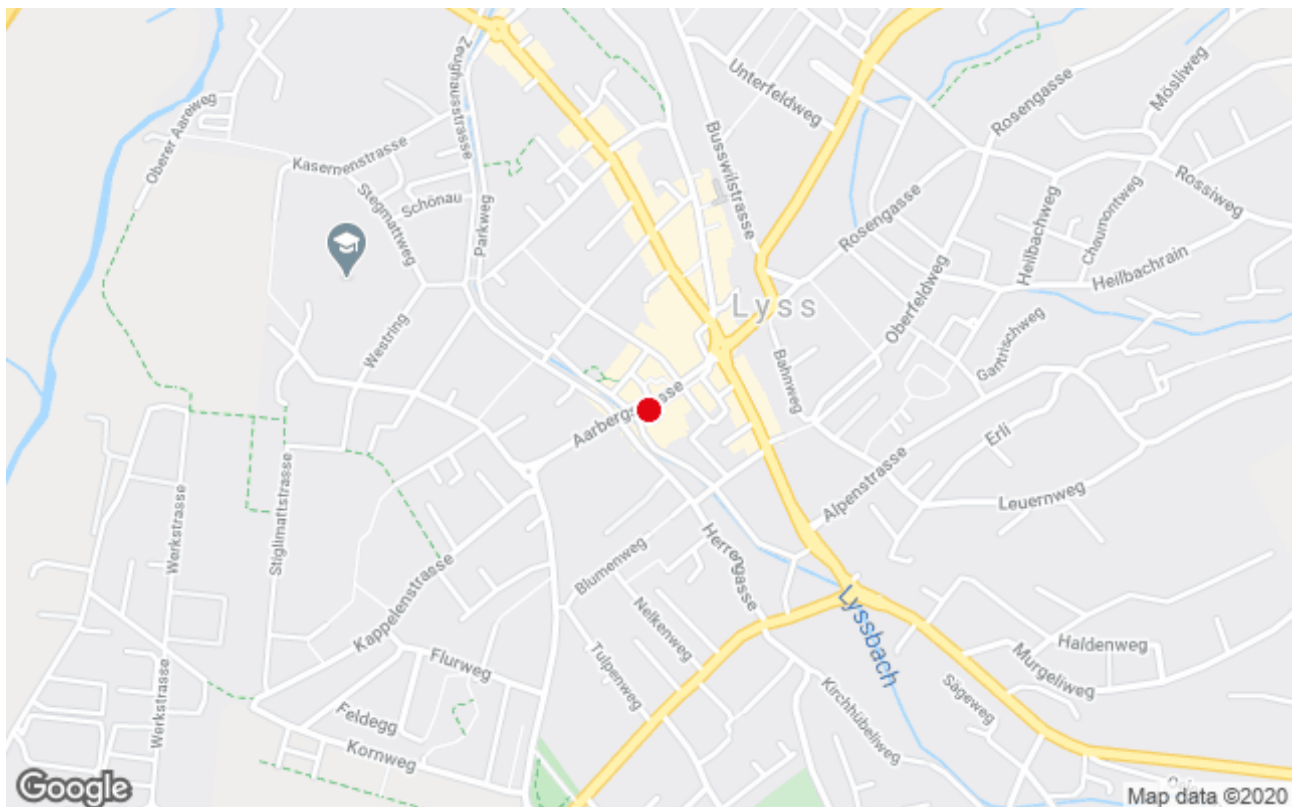 Zeughausstrasse
Unterfeldweg
Rosengasse
Mösliweg
Oberer Aareweg
Kasernenstrasse
Busswilstrasse
Rossiweg
Schönau
Stegmattweg
Parkweg
Rosengasse
Heilbachweg
Chaumontweg
Heilbachrain
Lyss
Oberfeldweg
Westring
Gantrischweg
Bahnweg
Erli
Alpenstrasse
Leuernweg
Werkstrasse
Stiglimattstrasse
Herrengasse
Blumenweg
Kappelenstrasse
Nelkenweg
Lyssbach
Haldenweg
Murgeliweg
Flurweg
Tulpenweg
Werkstrasse
Sägeweg
Kirchhübeliweg
Feldegg
Kornweg
Google
Map data ©2020